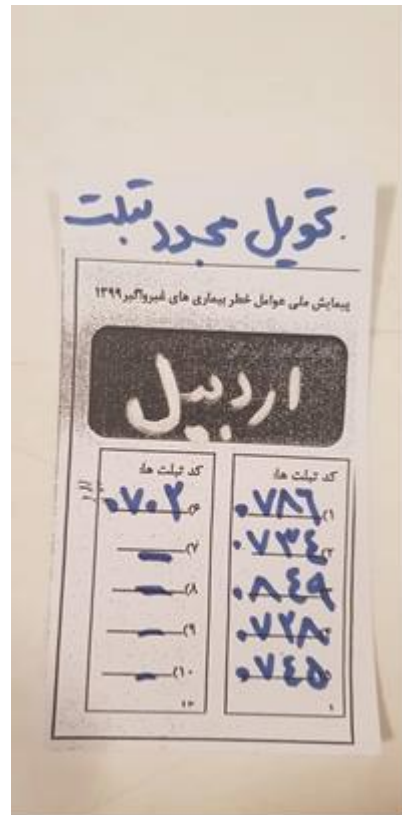 تحویل مجدد تبلت
پیمایش ملی عوامل خطر بیماری های غیرواگیر ۱۳۹۹
اردبیل
کد تبلت ها:
۱) ۰۷۸۶
۲) ۰۷۳۴
۰۸۴۹
۰۷۲۸
۰۷۴۵
کد تبلت ها:
۶) ۰۷۰۲
۷) ـ
۸) ـ
۹) ـ
۱۰) ـ